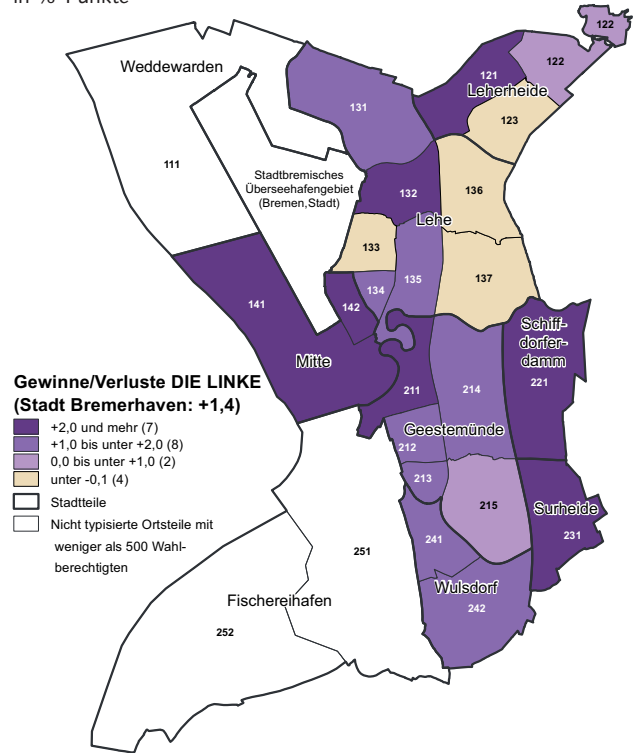 in %-Punkte
122
Weddewarden
121
122
Leherheide
131
123
111
Stadtbremisches
Überseehafengebiet
(Bremen,Stadt)
132
136
Lehe
133
135
137
134
141
142
Schiff-
dorfer-
damm
Mitte
221
211
214
Gewinne/Verluste DIE LINKE
(Stadt Bremerhaven: +1,4)
+2,0 und mehr (7)
+1,0 bis unter +2,0 (8)
0,0 bis unter +1,0 (2)
unter -0,1 (4)
Stadtteile
Nicht typisierte Ortsteile mit
weniger als 500 Wahl-
berechtigten
Geestemünde
212
213
215
Surheide
231
241
251
Wulsdorf
242
Fischereihafen
252